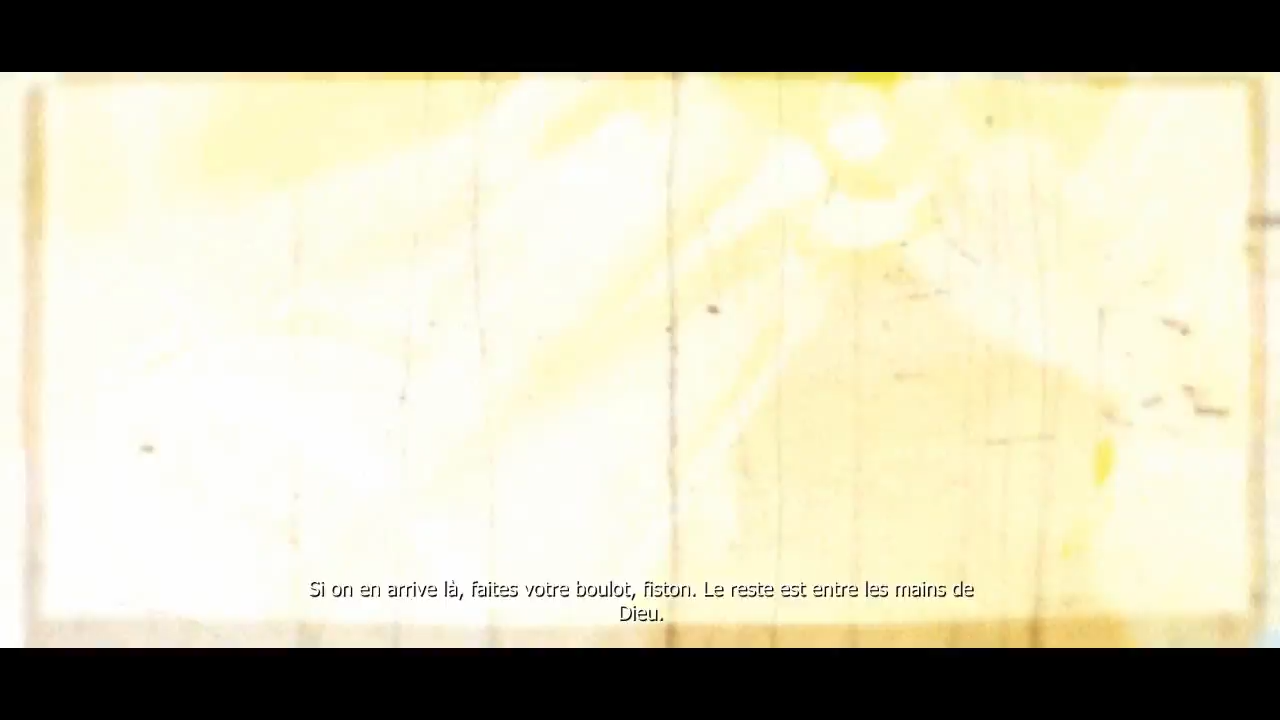 Si on en arrive là, faites votre boulot, fiston. Le reste est entre les mains de
Dieu.